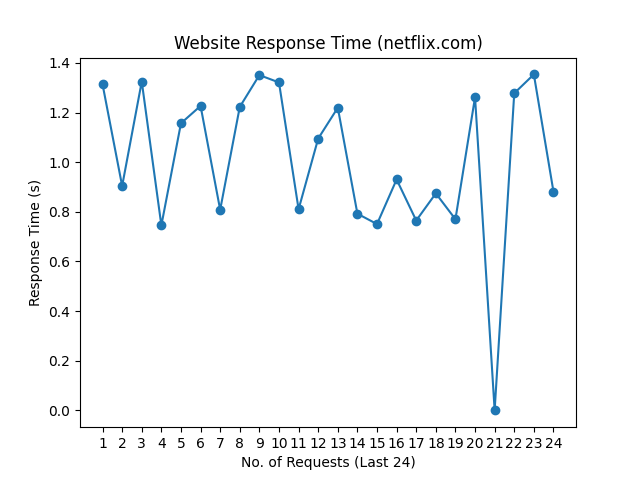 Website Response Time (netflix.com)
1.4
1.2
1.0
0.8
0.6
0.4
0.2
0.0
Response Time (s)
1 2 3 4 5 6 7 8 9 10 11 12 13 14 15 16 17 18 19 20 21 22 23 24
No. of Requests (Last 24)